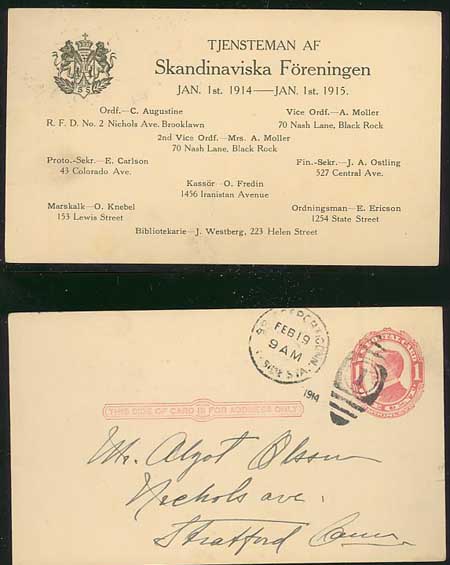 TJENSTEMAN AF
Skandinaviska Föreningen
JAN. 1st. 1914—JAN. 1st. 1915.
Ordf.—C. Augustine
R. F. D. No. 2 Nichols Ave. Brooklawn
Vice Ordf—A. Moller
70 Nash Lane, Black Rock
2nd Vice Ordf—Mrs. A. Moller
70 Nash Lane, Black Rock
Proto.-Sekr.—E. Carlson
43 Colorado Ave.
Fin.-Sekr.—J. A. Ostling
527 Central Ave.
Kassör—O. Fredin
1456 Iranistan Avenue
Marskalk—O. Knebel
153 Lewis Street
Ordningsman—E. Ericson
1254 State Street
Bibliotekarie—J. Westberg, 223 Helen Street
FEB 19
9 AM
1914
1
1
THIS SIDE OF CARD IS FOR ADDRESS ONLY
Mr. Algot Olsson
Nichols ave.
Stratford Conn.